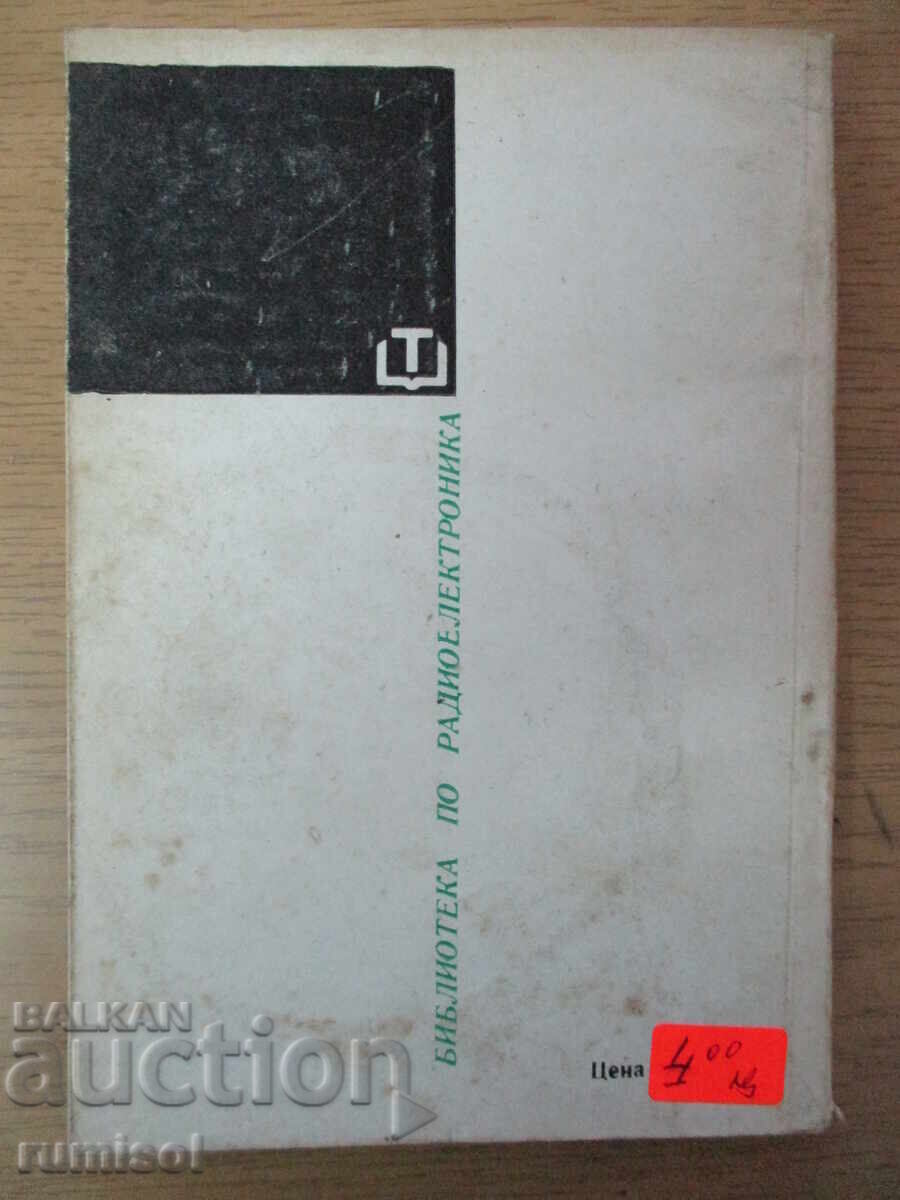 Т
БИБЛИОТЕКА ПО РАДИОЕЛЕКТРОНИКА
Цена 4 00 лв
BALKAN
auction
rumisol